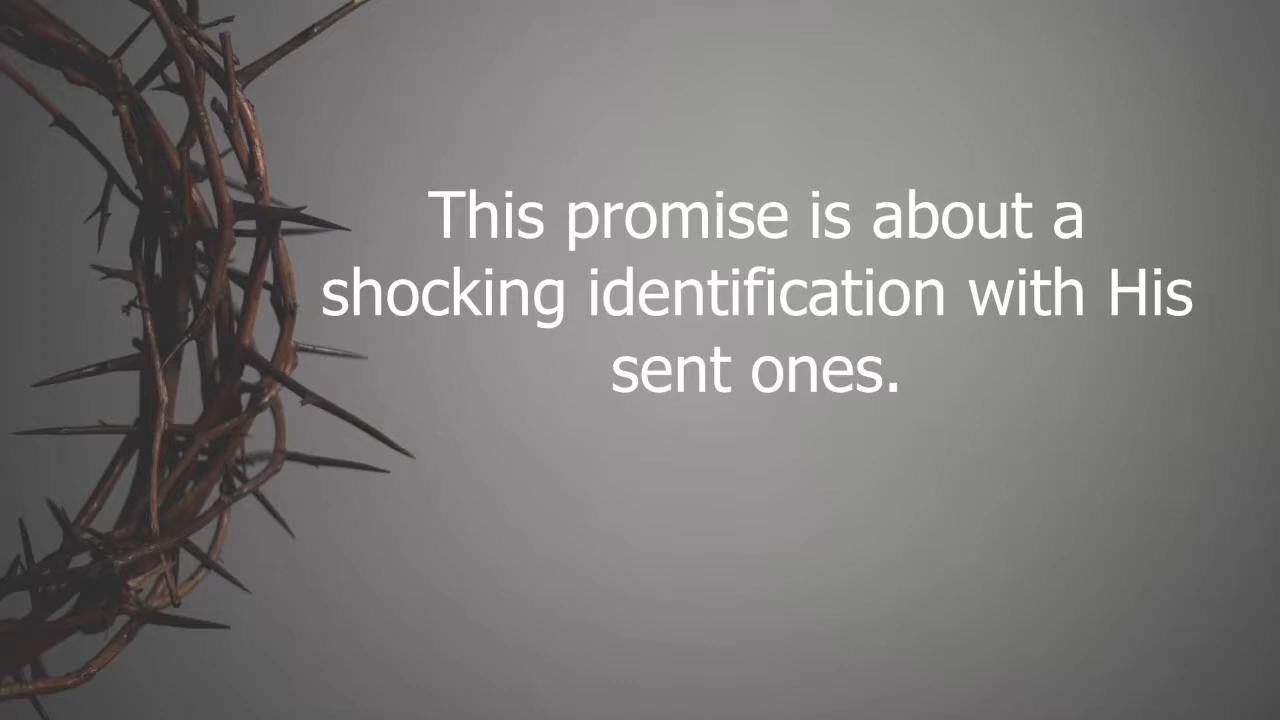 This promise is about a
shocking identification with His
sent ones.